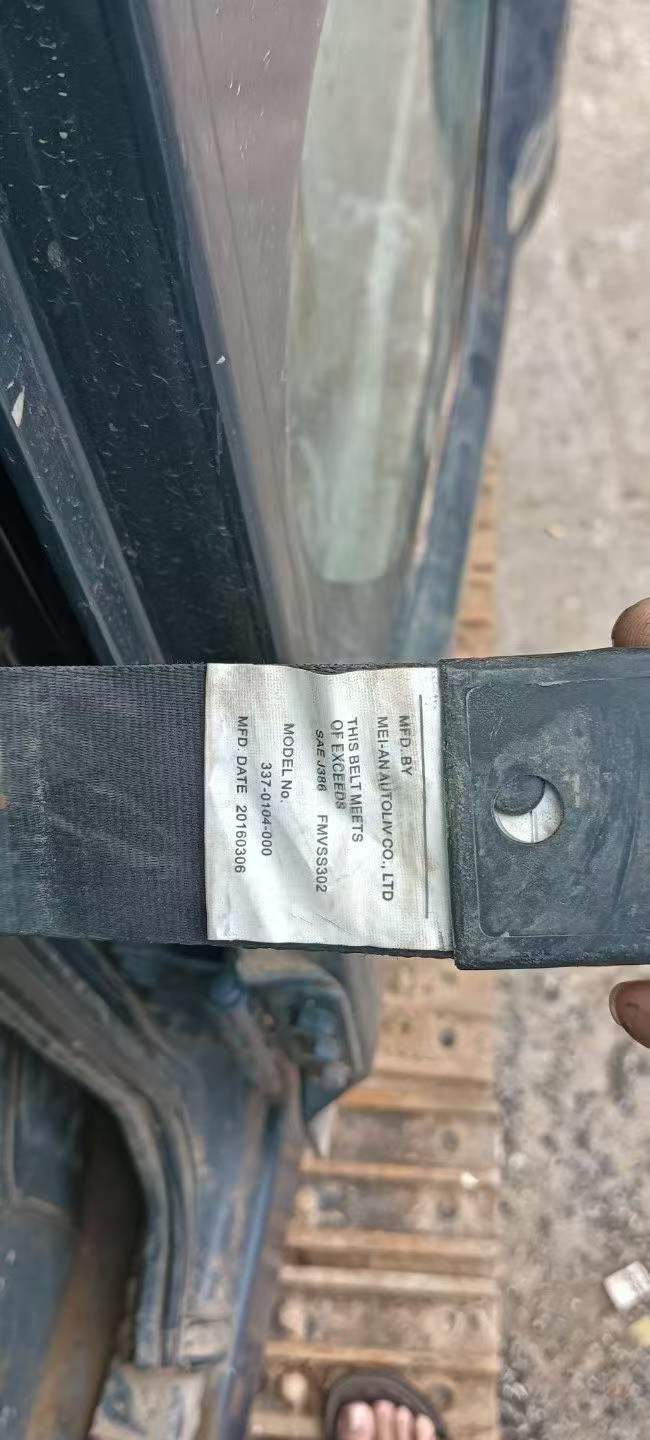 MFD. BY
MEI-AN AUTOLIV CO., LTD
THIS BELT MEETS
OF EXCEEDS
SAE J386 FMVSS302
MODEL No.
337-0104-000
MFD. DATE 20160306